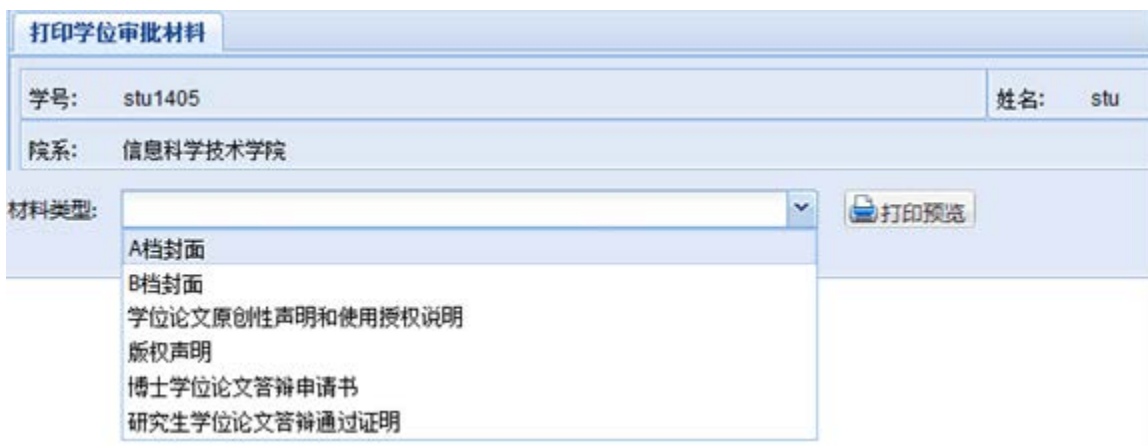 打印学位审批材料
学号: stu1405 姓名: stu
院系: 信息科学技术学院
材料类型: 打印预览
A档封面
B档封面
学位论文原创性声明和使用授权说明
版权声明
博士学位论文答辩申请书
研究生学位论文答辩通过证明